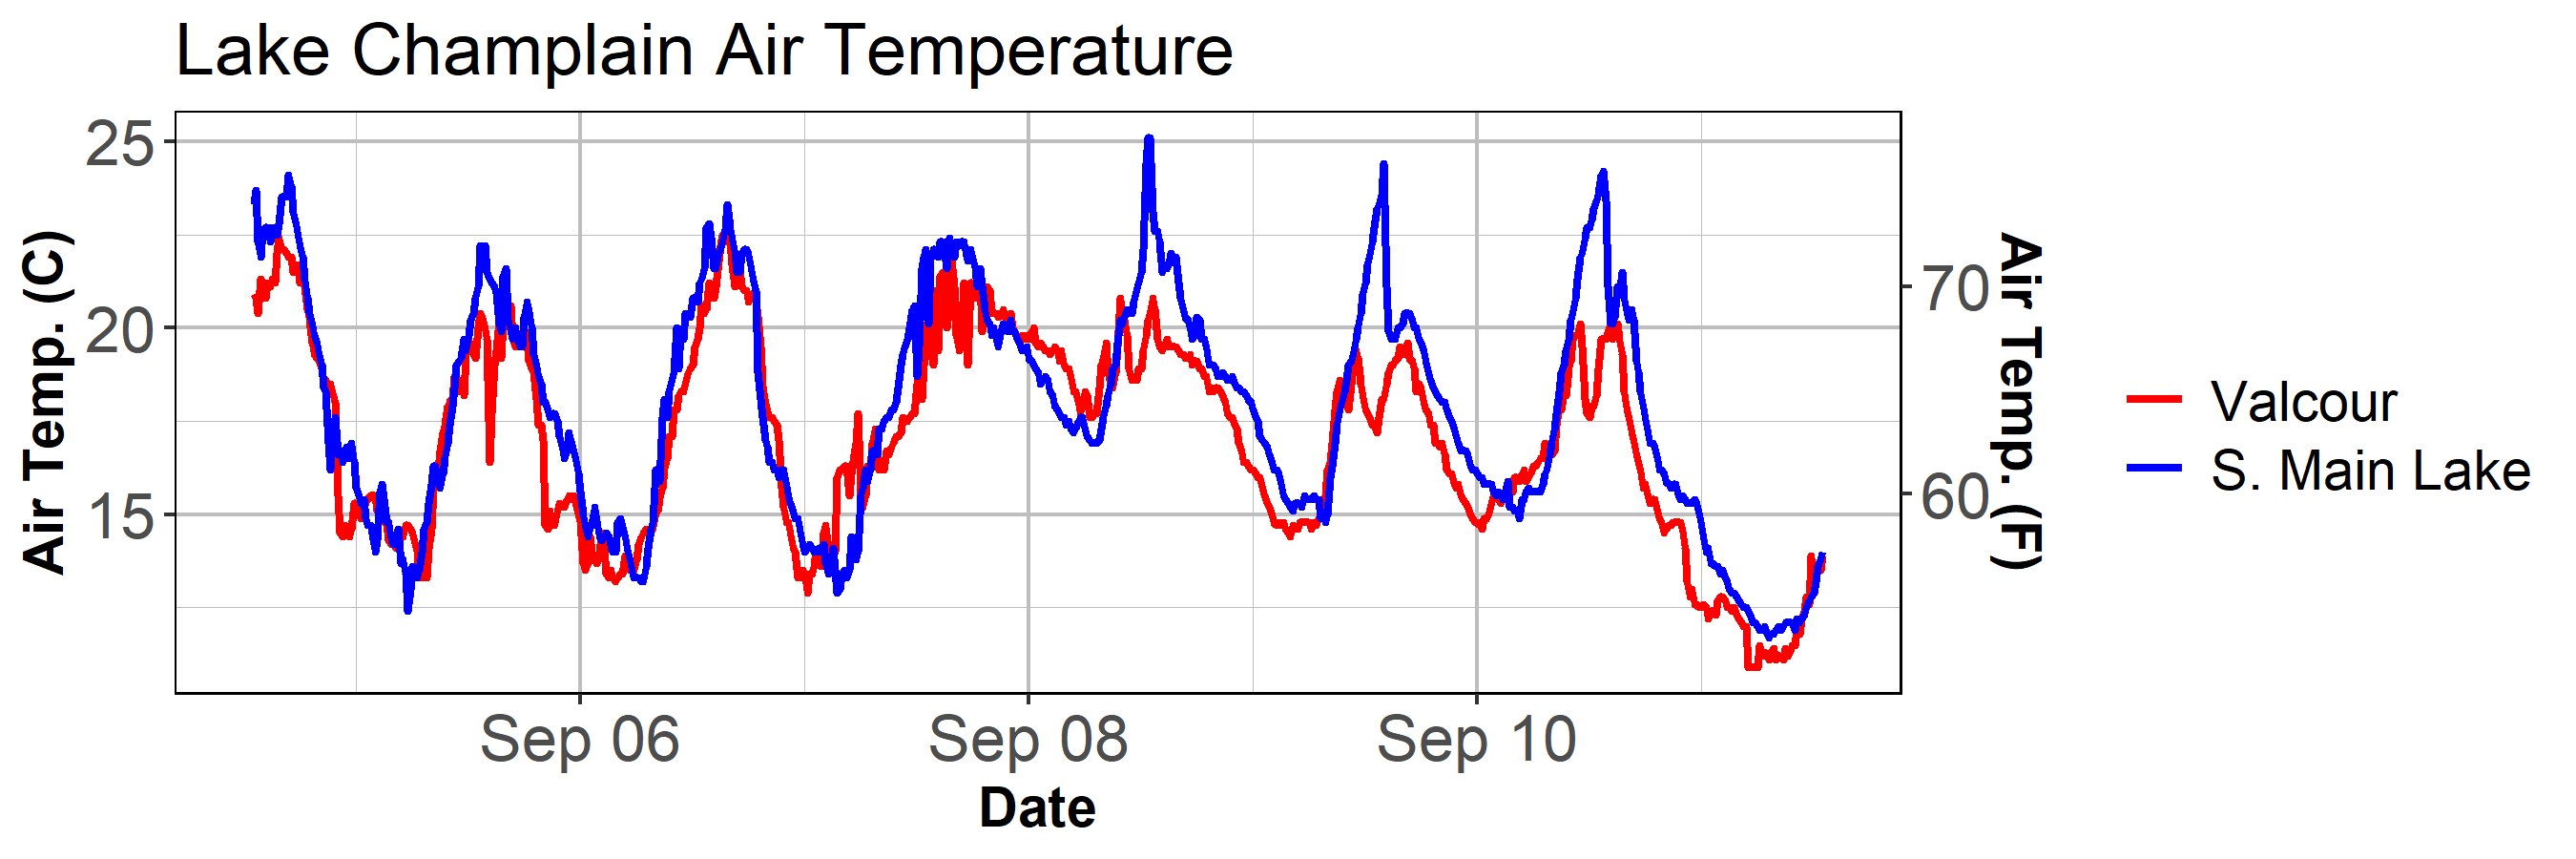 Lake Champlain Air Temperature
Air Temp. (C)
25
20
15
70
60
Air Temp. (F)
Sep 06
Sep 08
Sep 10
Date
Valcour
S. Main Lake